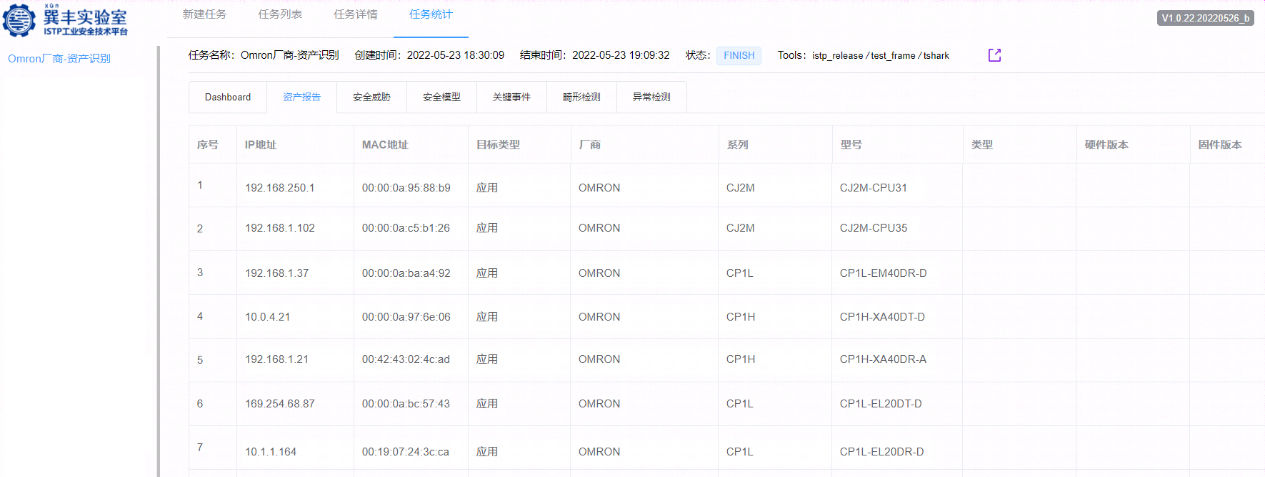 xùn
巽丰实验室
ISTP工业安全技术平台
新建任务 任务列表 任务详情 任务统计
V1.0.22.20220526_b
Omron厂商-资产识别
任务名称: Omron厂商-资产识别 创建时间: 2022-05-23 18:30:09 结束时间: 2022-05-23 19:09:32 状态: FINISH Tools: istp_release / test_frame / tshark
Dashboard 资产报告 安全威胁 安全模型 关键事件 畸形检测 异常检测
序号 IP地址 MAC地址 目标类型 厂商 系列 型号 类型 硬件版本 固件版本
1 192.168.250.1 00:00:0a:95:88:b9 应用 OMRON CJ2M CJ2M-CPU31
2 192.168.1.102 00:00:0a:c5:b1:26 应用 OMRON CJ2M CJ2M-CPU35
3 192.168.1.37 00:00:0a:ba:a4:92 应用 OMRON CP1L CP1L-EM40DR-D
4 10.0.4.21 00:00:0a:97:6e:06 应用 OMRON CP1H CP1H-XA40DT-D
5 192.168.1.21 00:42:43:02:4c:ad 应用 OMRON CP1H CP1H-XA40DR-A
6 169.254.68.87 00:00:0a:bc:57:43 应用 OMRON CP1L CP1L-EL20DT-D
7 10.1.1.164 00:19:07:24:3c:ca 应用 OMRON CP1L CP1L-EL20DR-D